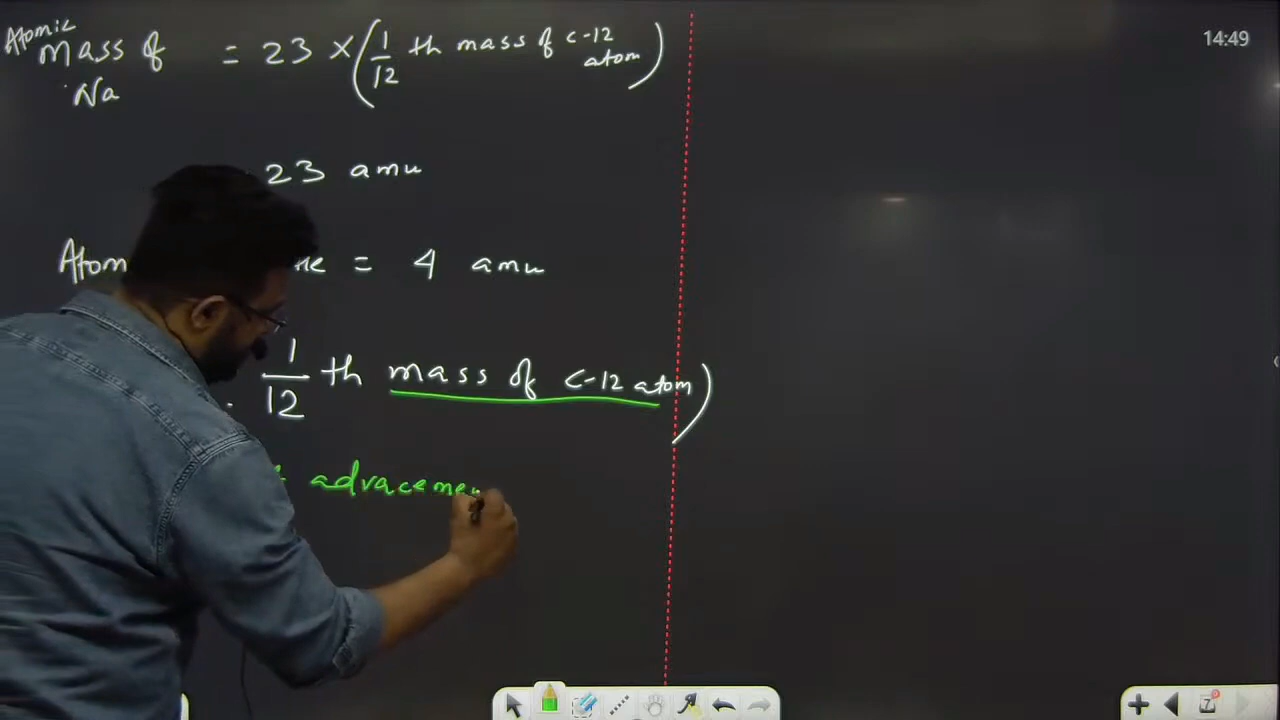 Atomic
Mass of = 23 × ( 1/12 th mass of C-12 atom )
Na
23 amu
Atom = 4 amu
1/12 th mass of C-12 atom )
advacemen
14:49
7